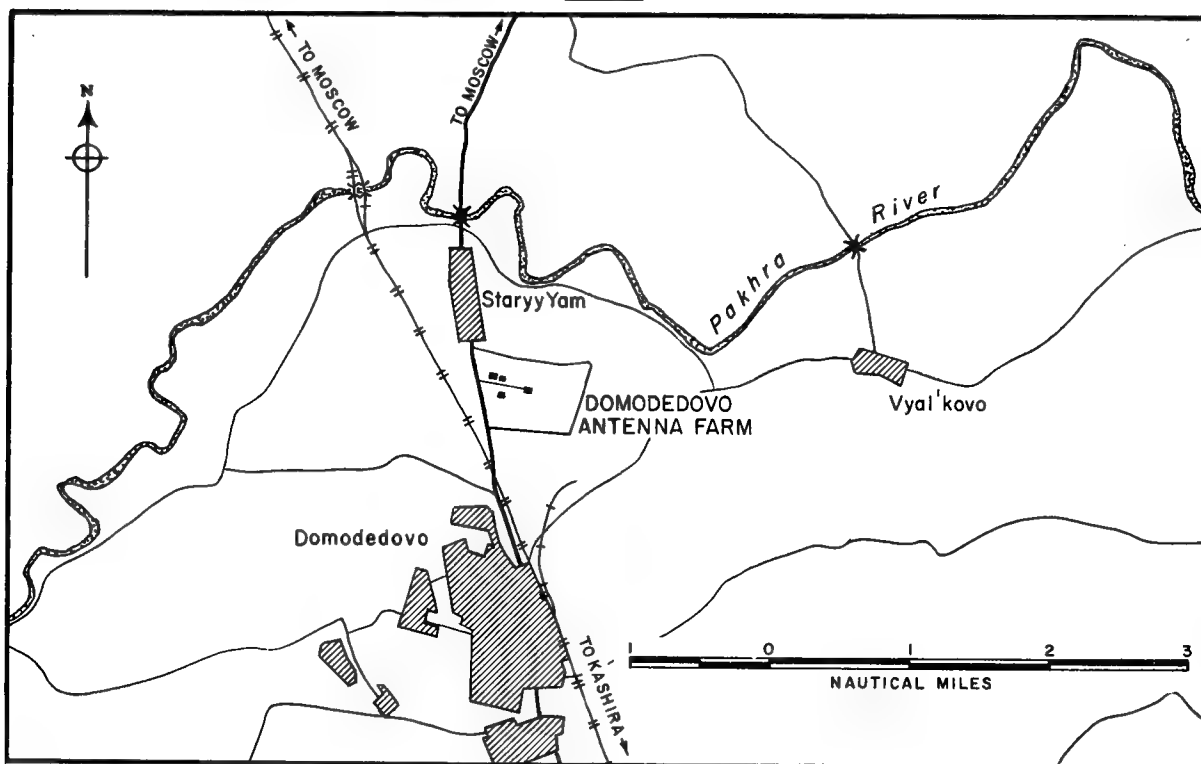 N
TO MOSCOW
TO MOSCOW
Pakhra River
Staryy Yam
DOMODEDOVO
ANTENNA FARM
Vyal'kovo
Domodedovo
TO KASHIRA
1 0 1 2 3
NAUTICAL MILES